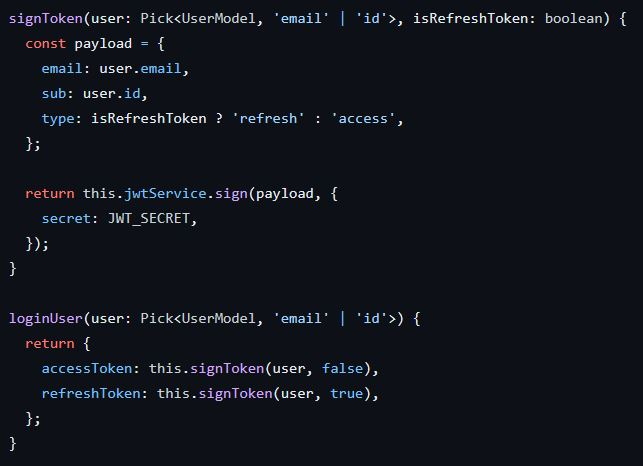 signToken(user: Pick<UserModel, 'email' | 'id'>, isRefreshToken: boolean) {
  const payload = {
    email: user.email,
    sub: user.id,
    type: isRefreshToken ? 'refresh' : 'access',
  };

  return this.jwtService.sign(payload, {
    secret: JWT_SECRET,
  });
}

loginUser(user: Pick<UserModel, 'email' | 'id'>) {
  return {
    accessToken: this.signToken(user, false),
    refreshToken: this.signToken(user, true),
  };
}